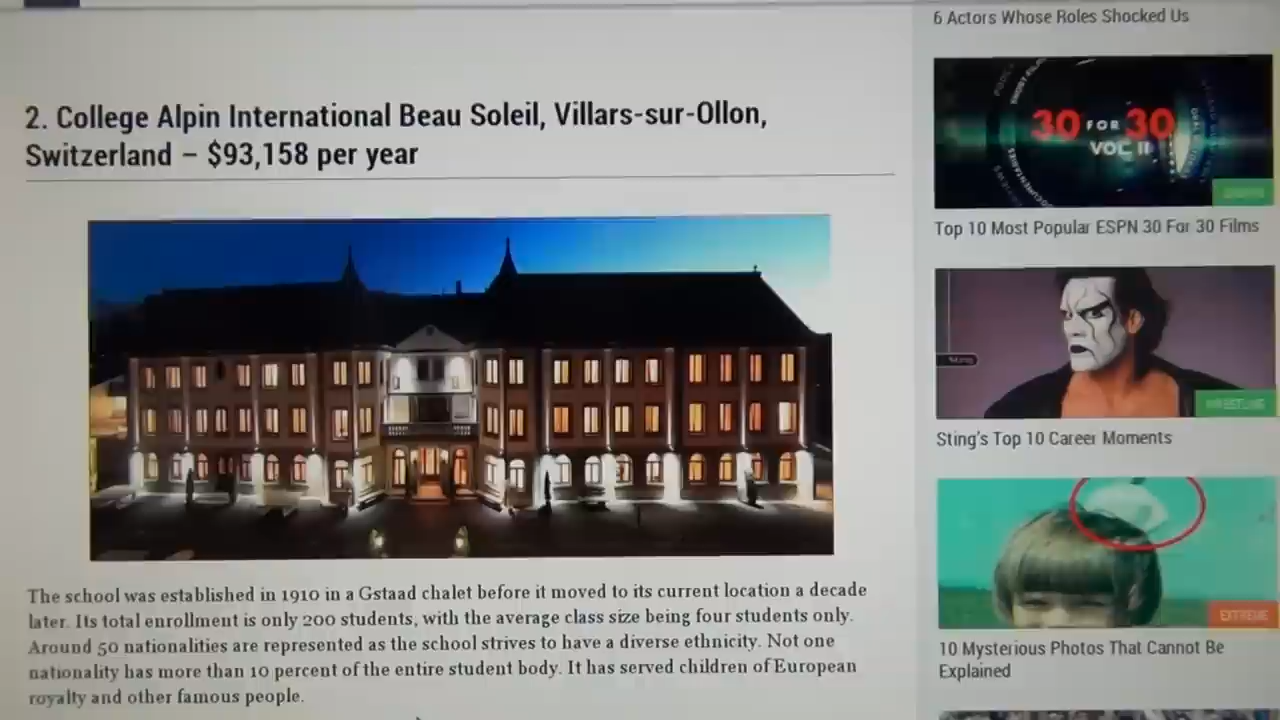 2. College Alpin International Beau Soleil, Villars-sur-Ollon,
Switzerland – $93,158 per year
The school was established in 1910 in a Gstaad chalet before it moved to its current location a decade
later. Its total enrollment is only 200 students, with the average class size being four students only.
Around 50 nationalities are represented as the school strives to have a diverse ethnicity. Not one
nationality has more than 10 percent of the entire student body. It has served children of European
royalty and other famous people.
6 Actors Whose Roles Shocked Us
30 FOR 30
VOL II
Top 10 Most Popular ESPN 30 For 30 Films
WRESTLING
Sting's Top 10 Career Moments
EXTREME
10 Mysterious Photos That Cannot Be
Explained